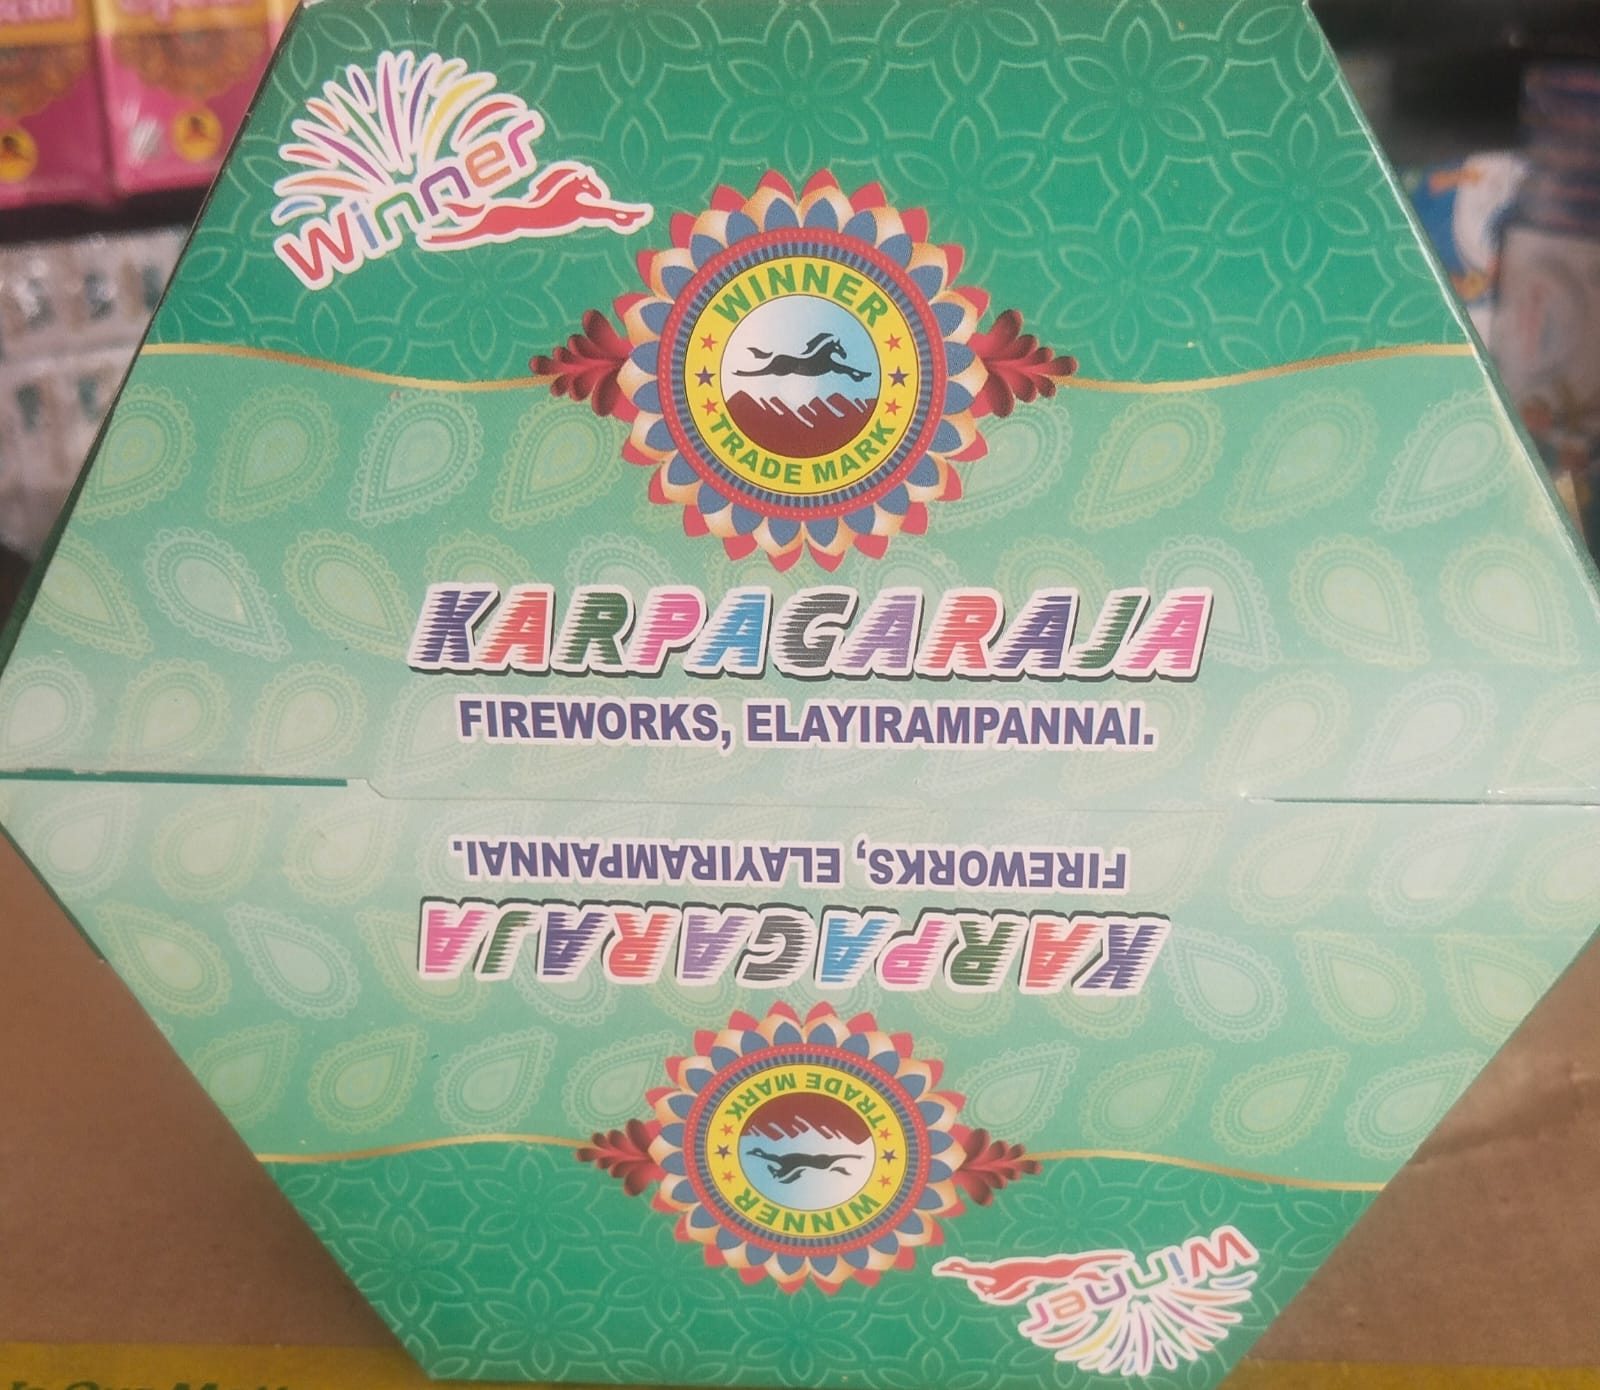 Winner
WINNER
TRADE MARK
KARPAGARAJA
FIREWORKS, ELAYIRAMPANNAI.
FIREWORKS, ELAYIRAMPANNAI.
KARPAGARAJA
TRADE MARK
WINNER
Winner